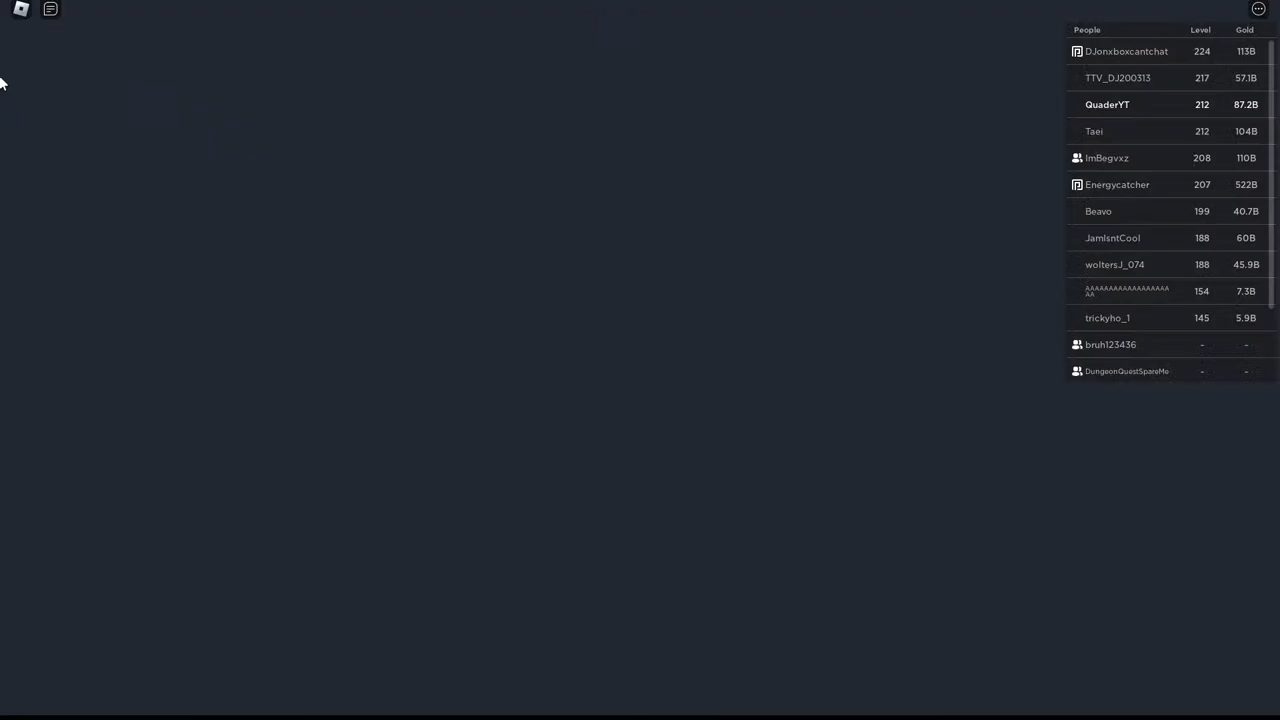 People Level Gold
DJonxboxcantchat 224 113B
TTV_DJ200313 217 57.1B
QuaderYT 212 87.2B
Taei 212 104B
ImBegvxz 208 110B
Energycatcher 207 522B
Beavo 199 40.7B
JamIsntCool 188 60B
woltersJ_074 188 45.9B
AAAAAAAAAAAAAAAAAA
AA 154 7.3B
trickyho_1 145 5.9B
bruh123436 - -
DungeonQuestSpareMe - -